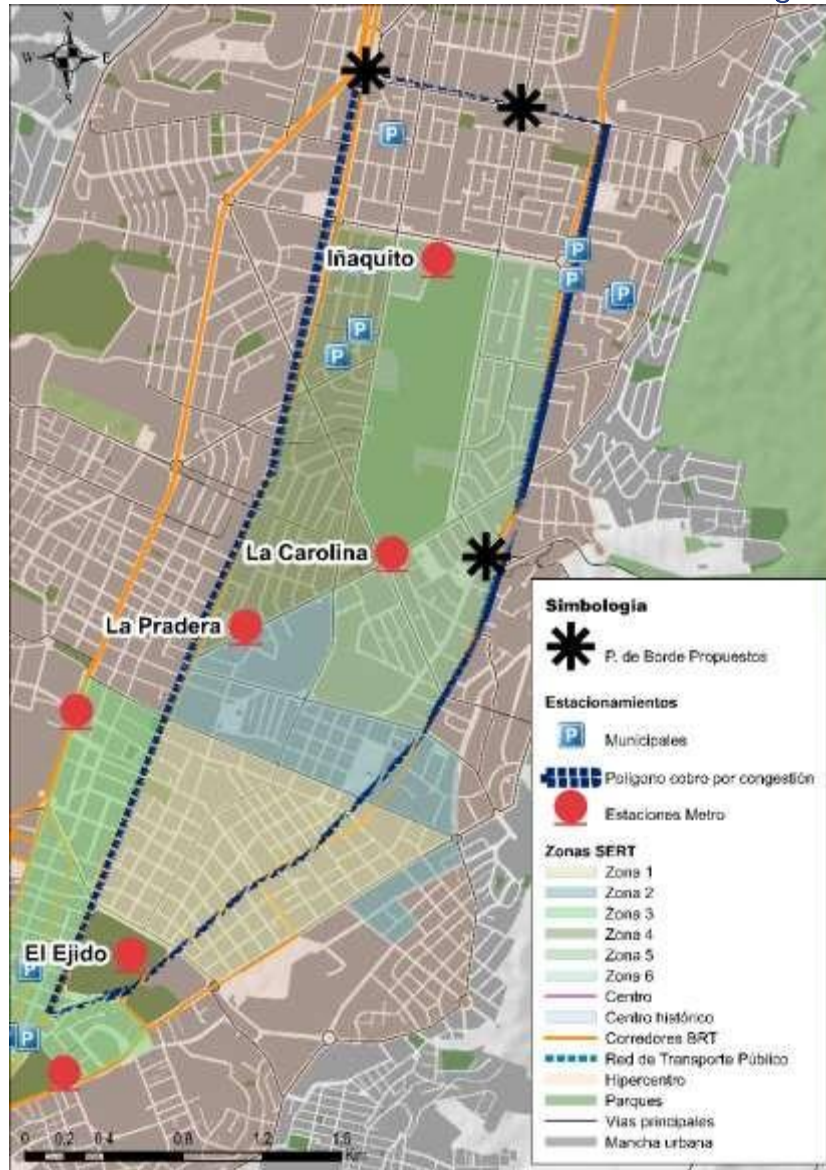 N
W E
S
Iñaquito
La Carolina
La Pradera
El Ejido
P
P
P
P
P
P
P
P
Simbología
P. de Borde Propuestos
Estacionamientos
P Municipales
Polígono cobro por congestión
Estaciones Metro
Zonas SERT
Zona 1
Zona 2
Zona 3
Zona 4
Zona 5
Zona 6
Centro
Centro histórico
Corredores BRT
Red de Transporte Público
Hipercentro
Parques
Vías principales
Mancha urbana
0 0,2 0,4 0,8 1,2 1,6
Km